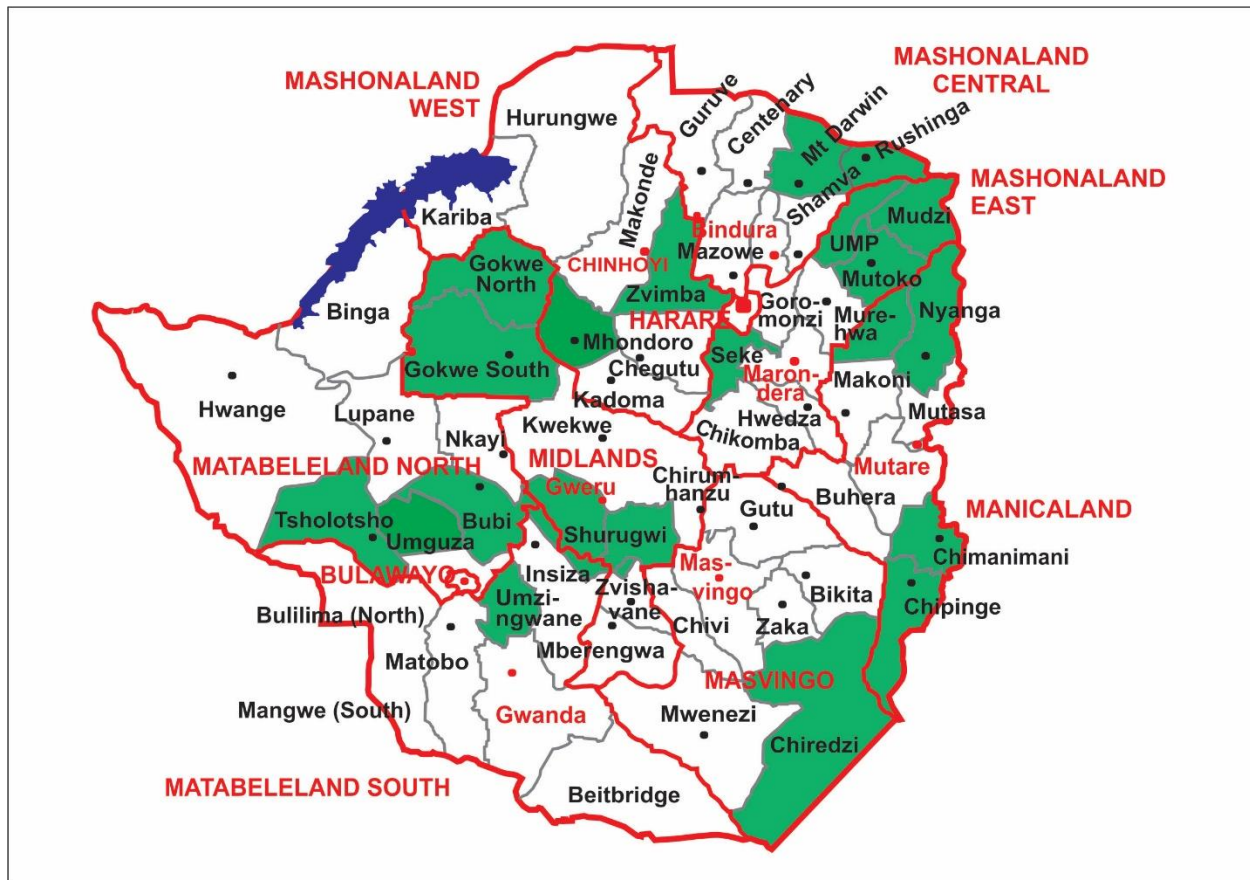 MASHONALAND
WEST
MASHONALAND
CENTRAL
MASHONALAND
EAST
Hurungwe
Guruve
Centenary
Mt Darwin
Rushinga
Shamva
Makonde
Kariba
Bindura
Mazowe
CHINHOYI
UMP
Mudzi
Mutoko
Gokwe
North
Zvimba
Binga
HARARE
Goro-
monzi
Mure-
hwa
Nyanga
Mhondoro
Chegutu
Seke
Maron-
dera
Gokwe South
Kadoma
Makoni
Hwange
Lupane
Hwedza
Mutasa
Kwekwe
Chikomba
Nkayi
MATABELELAND NORTH
MIDLANDS
Mutare
Gweru
Chirum-
hanzu
Buhera
MANICALAND
Tsholotsho
Bubi
Umguza
Shurugwi
Gutu
Chimanimani
BULAWAYO
Insiza
Mas-
vingo
Zvisha-
vane
Bikita
Chipinge
Umzi-
ngwane
Bulilima (North)
Chivi
Zaka
Matobo
Mberengwa
MASVINGO
Mangwe (South)
Gwanda
Mwenezi
Chiredzi
MATABELELAND SOUTH
Beitbridge